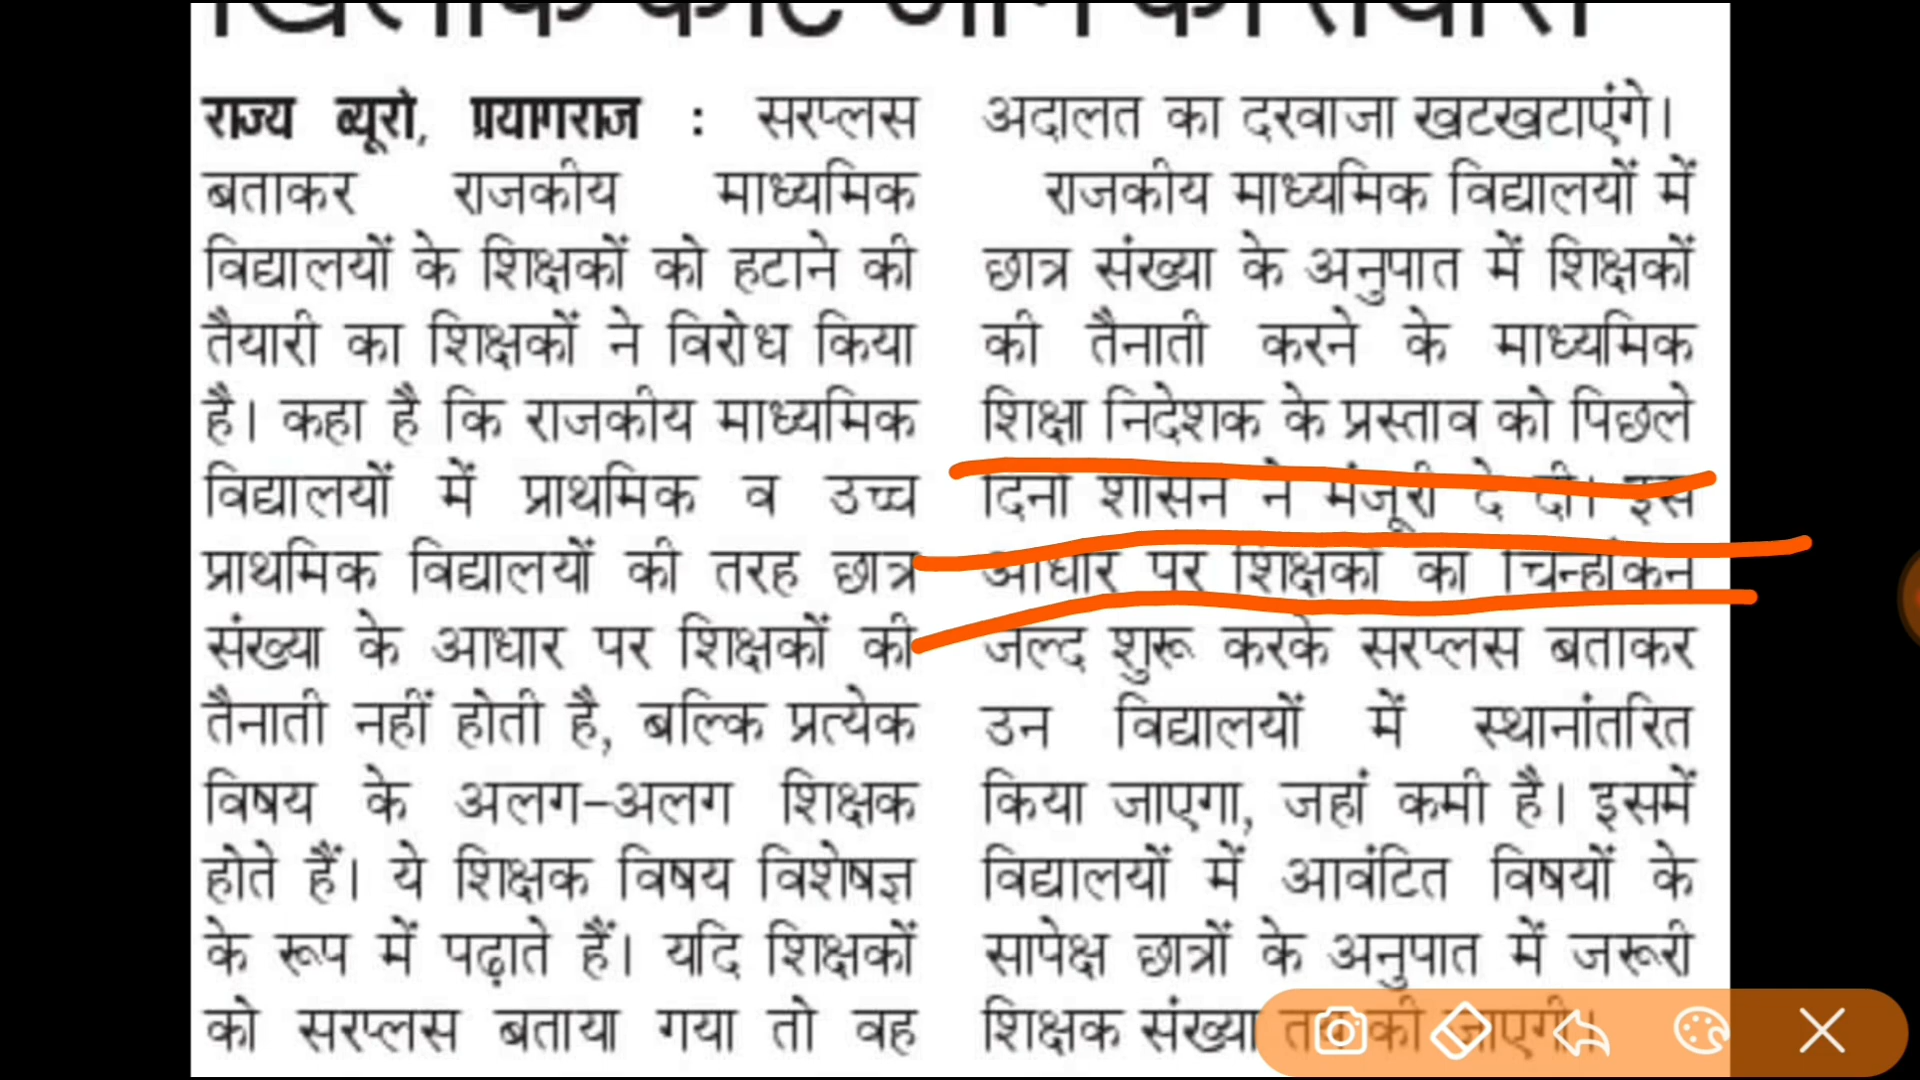 राज्य ब्यूरो, प्रयागराज : सरप्लस
बताकर राजकीय माध्यमिक
विद्यालयों के शिक्षकों को हटाने की
तैयारी का शिक्षकों ने विरोध किया
है। कहा है कि राजकीय माध्यमिक
विद्यालयों में प्राथमिक व उच्च
प्राथमिक विद्यालयों की तरह छात्र
संख्या के आधार पर शिक्षकों की
तैनाती नहीं होती है, बल्कि प्रत्येक
विषय के अलग-अलग शिक्षक
होते हैं। ये शिक्षक विषय विशेषज्ञ
के रूप में पढ़ाते हैं। यदि शिक्षकों
को सरप्लस बताया गया तो वह
अदालत का दरवाजा खटखटाएंगे।
राजकीय माध्यमिक विद्यालयों में
छात्र संख्या के अनुपात में शिक्षकों
की तैनाती करने के माध्यमिक
शिक्षा निदेशक के प्रस्ताव को पिछले
दिनों शासन ने मंजूरी दे दी। इस
आधार पर शिक्षकों का चिन्हांकन
जल्द शुरू करके सरप्लस बताकर
उन विद्यालयों में स्थानांतरित
किया जाएगा, जहां कमी है। इसमें
विद्यालयों में आवंटित विषयों के
सापेक्ष छात्रों के अनुपात में जरूरी
शिक्षक संख्या तय की जाएगी।